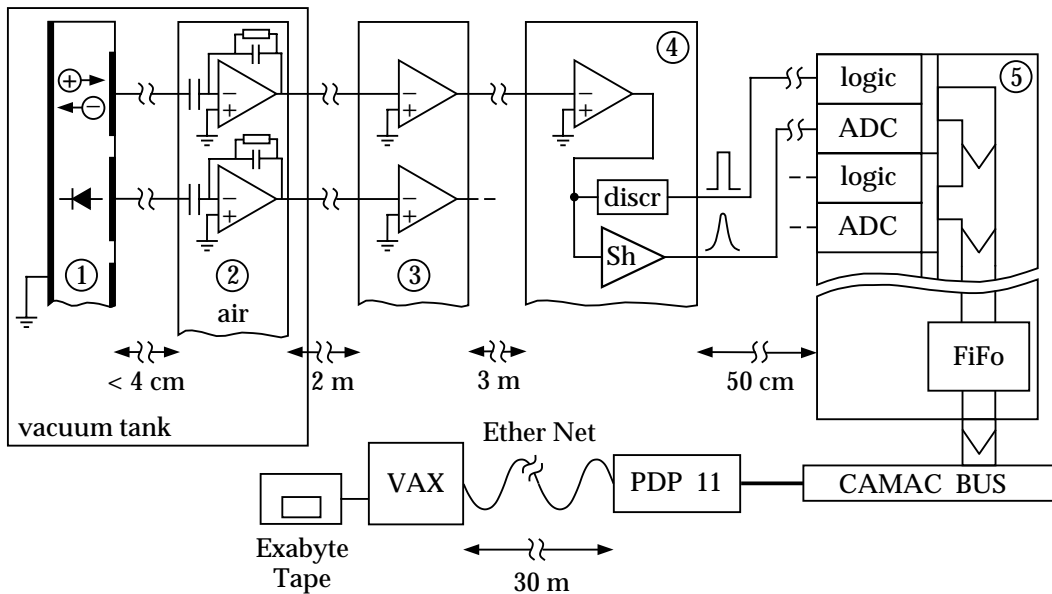 ④
⑤
logic
ADC
logic
ADC
+
−
− +
− +
− +
− +
− +
discr
Sh
①
②
③
air
FiFo
< 4 cm
2 m
3 m
50 cm
vacuum tank
Ether Net
VAX
PDP 11
CAMAC BUS
Exabyte
Tape
30 m